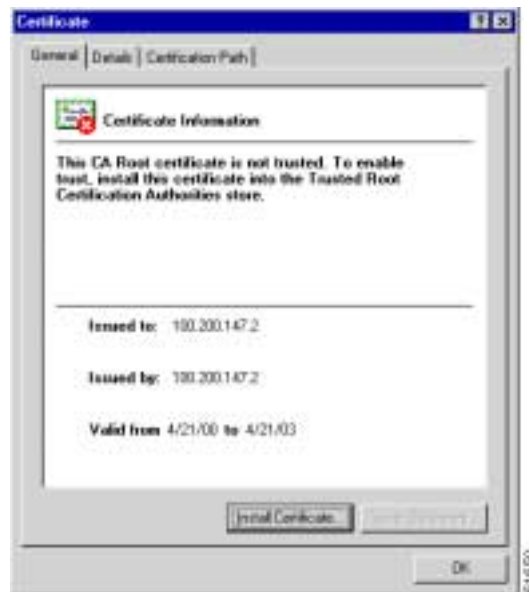 Certificate
General Details Certification Path
Certificate Information
This CA Root certificate is not trusted. To enable
trust, install this certificate into the Trusted Root
Certification Authorities store.
Issued to: 100.200.147.2
Issued by: 100.200.147.2
Valid from 4/21/00 to 4/21/03
Install Certificate...
OK